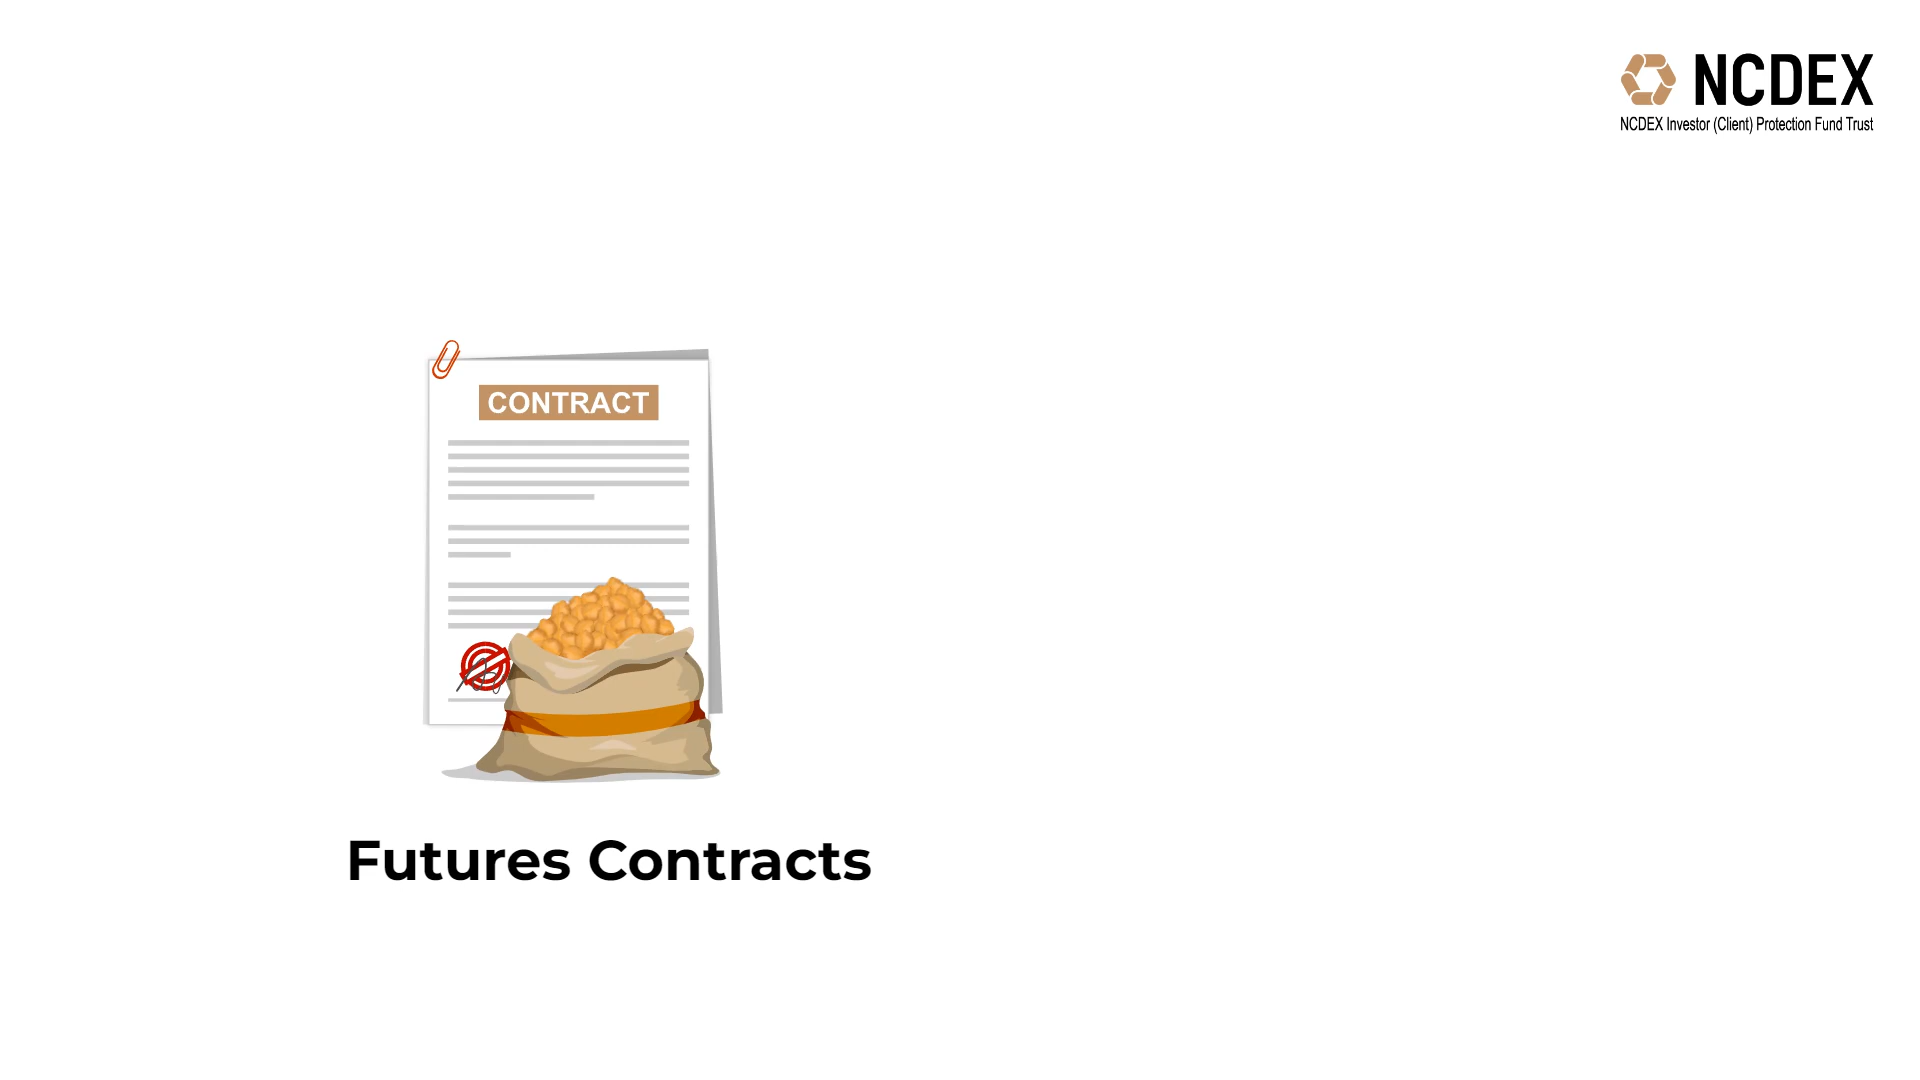 NCDEX
NCDEX Investor (Client) Protection Fund Trust
CONTRACT
Futures Contracts